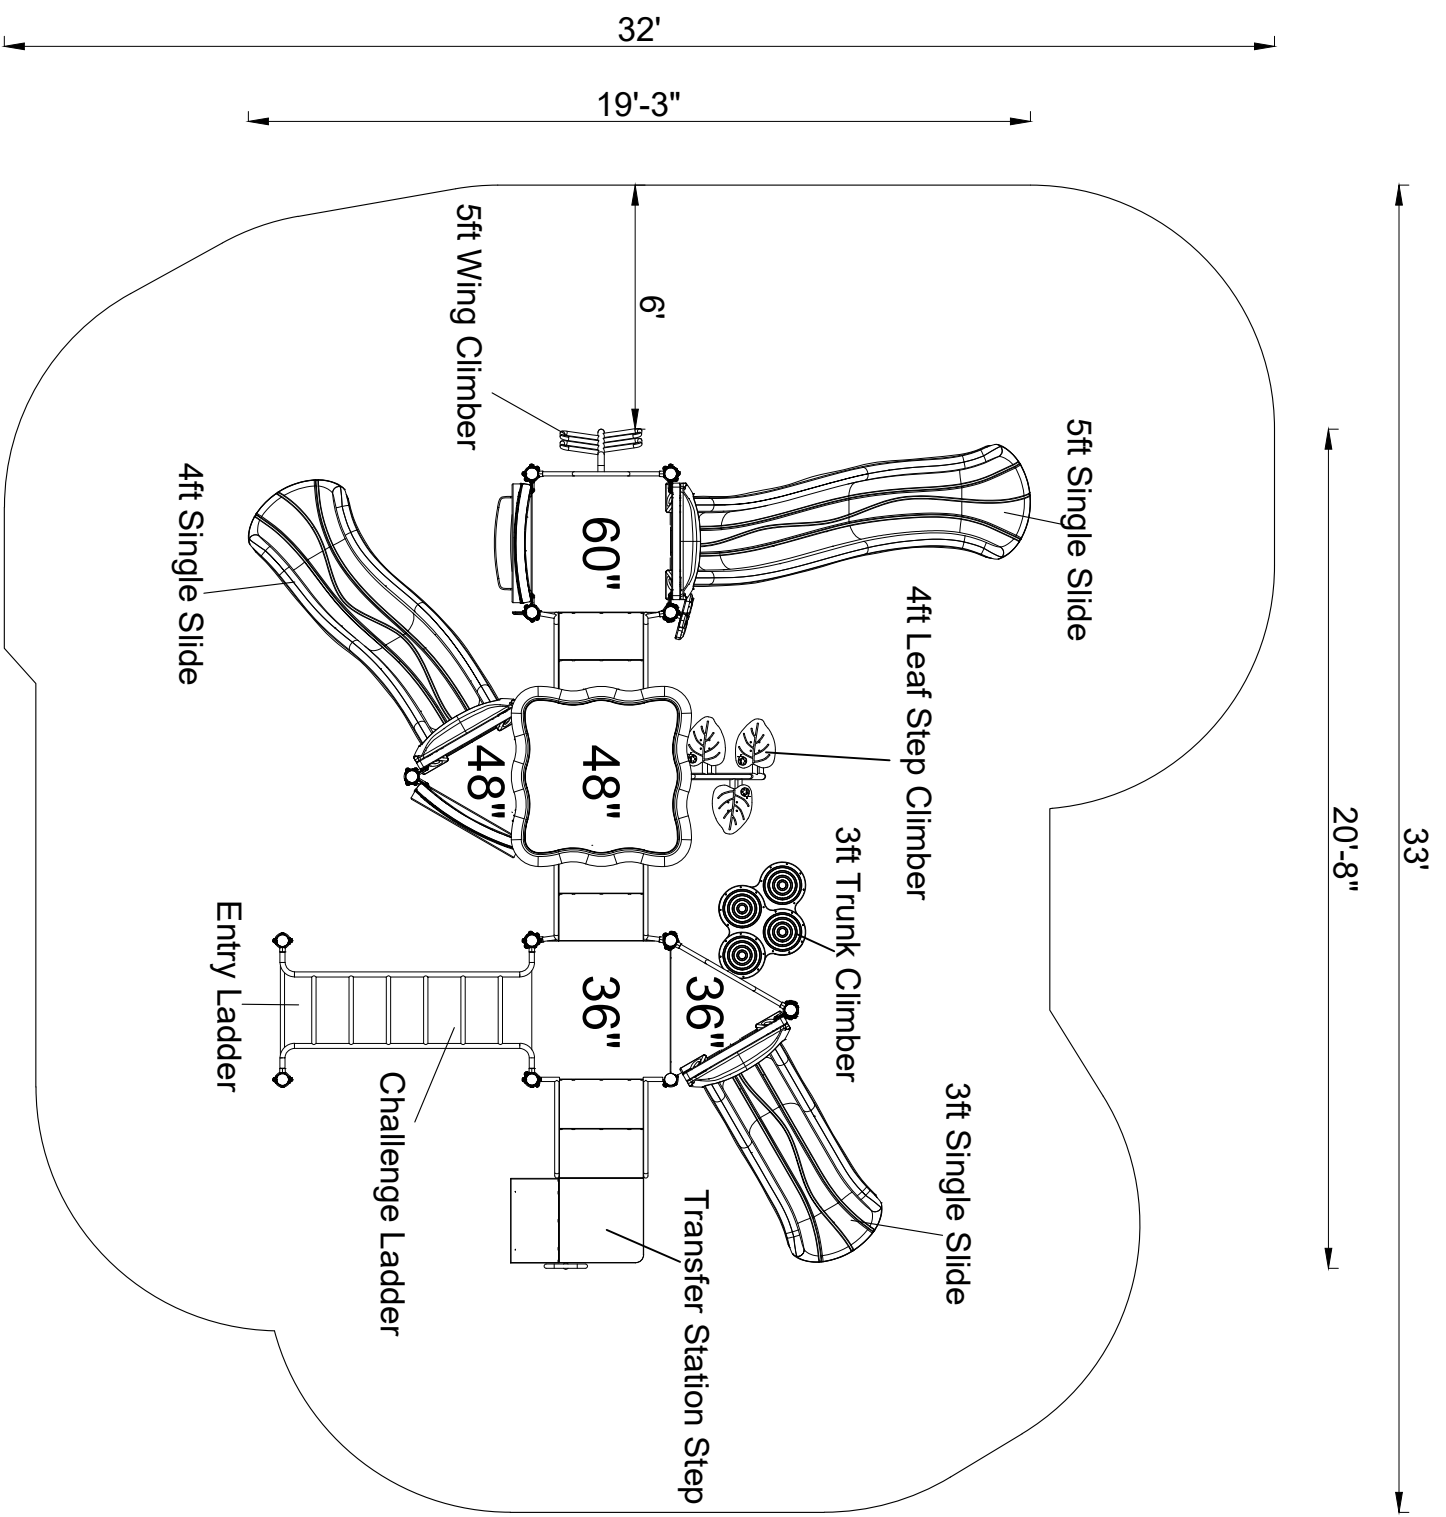 32'
19'-3"
33'
20'-8"
6'
5ft Wing Climber
5ft Single Slide
4ft Single Slide
60"
4ft Leaf Step Climber
48"
48"
3ft Trunk Climber
Entry Ladder
36"
36"
Challenge Ladder
3ft Single Slide
Transfer Station Step